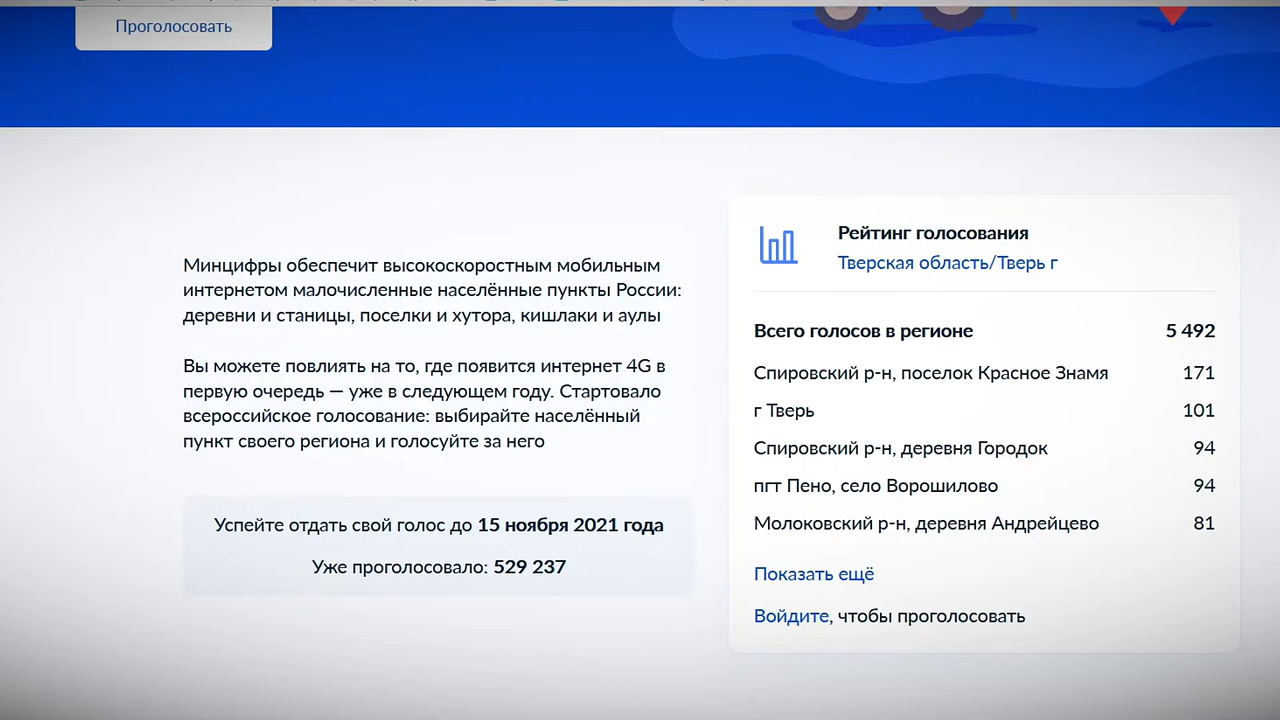 Проголосовать
Минцифры обеспечит высокоскоростным мобильным
интернетом малочисленные населённые пункты России:
деревни и станицы, поселки и хутора, кишлаки и аулы
Вы можете повлиять на то, где появится интернет 4G в
первую очередь — уже в следующем году. Стартовало
всероссийское голосование: выбирайте населённый
пункт своего региона и голосуйте за него
Успейте отдать свой голос до 15 ноября 2021 года
Уже проголосовало: 529 237
Рейтинг голосования
Тверская область/Тверь г
Всего голосов в регионе 5 492
Спировский р-н, поселок Красное Знамя 171
г Тверь 101
Спировский р-н, деревня Городок 94
пгт Пено, село Ворошилово 94
Молоковский р-н, деревня Андрейцево 81
Показать ещё
Войдите, чтобы проголосовать